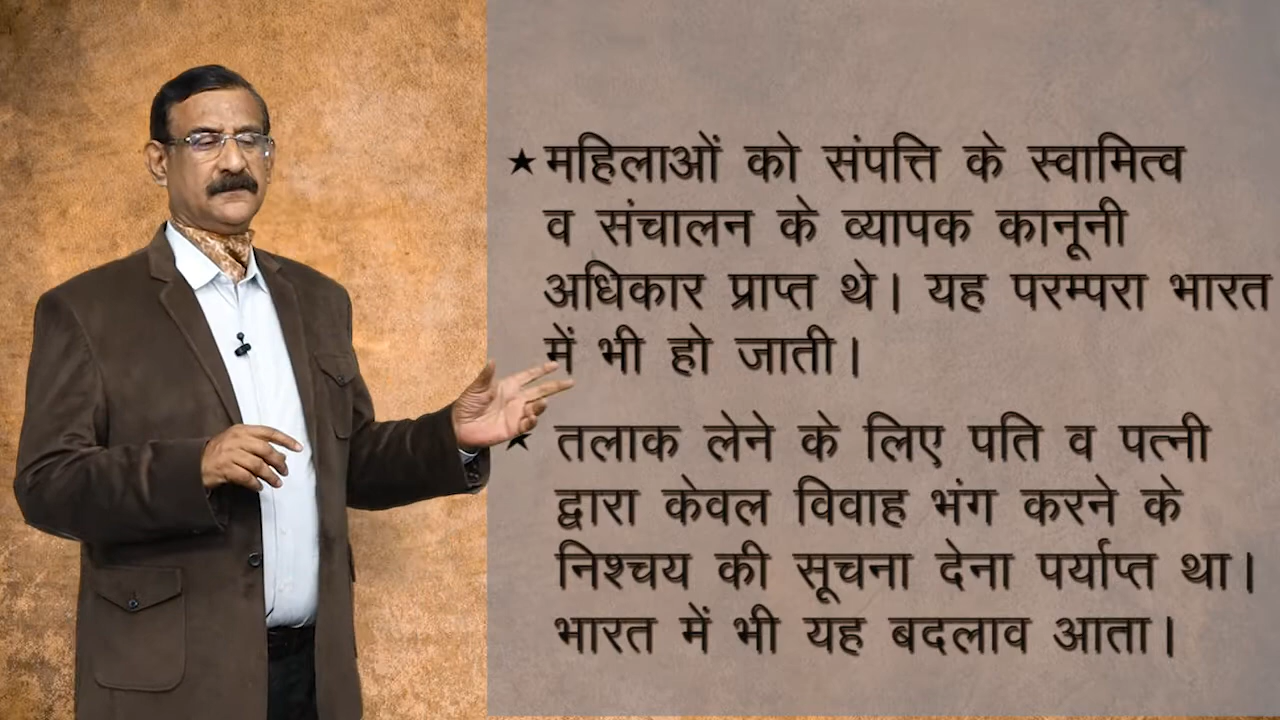 ★ महिलाओं को संपत्ति के स्वामित्व
व संचालन के व्यापक कानूनी
अधिकार प्राप्त थे। यह परम्परा भारत
में भी हो जाती।
★ तलाक लेने के लिए पति व पत्नी
द्वारा केवल विवाह भंग करने के
निश्चय की सूचना देना पर्याप्त था।
भारत में भी यह बदलाव आता।